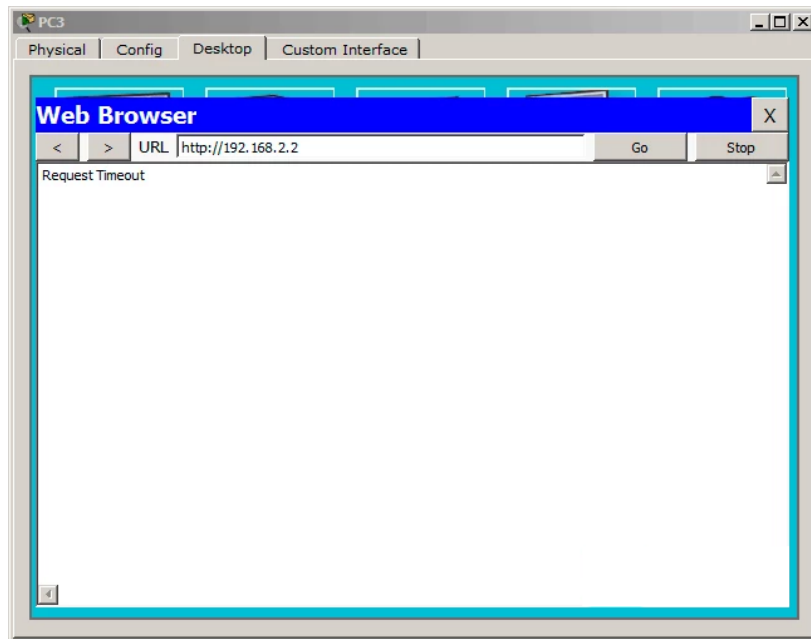 PC3
Physical Config Desktop Custom Interface
Web Browser X
< > URL http://192.168.2.2 Go Stop
Request Timeout